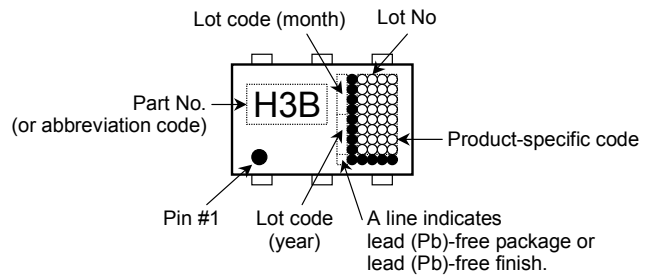 Lot code (month)
Lot No
Part No.
(or abbreviation code)
H3B
Product-specific code
Pin #1
Lot code
(year)
A line indicates
lead (Pb)-free package or
lead (Pb)-free finish.